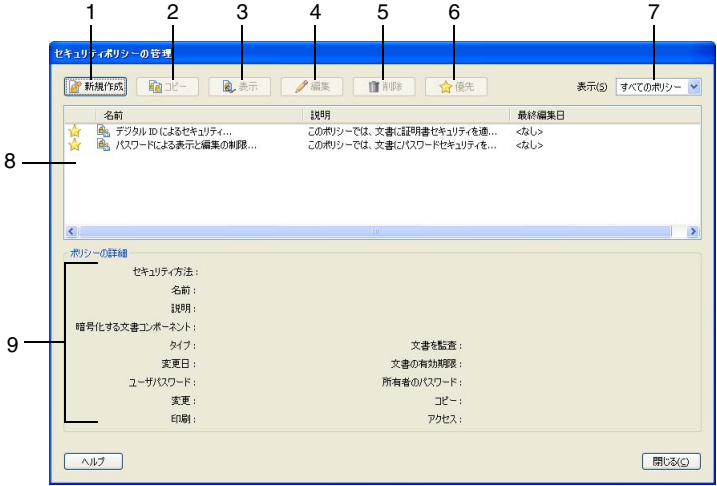 1 2 3 4 5 6 7
セキュリティポリシーの管理
新規作成 コピー 表示 編集 削除 優先 表示(S) すべてのポリシー
名前 説明 最終編集日
デジタル ID によるセキュリティ... このポリシーでは、文書に証明書セキュリティを適... <なし>
パスワードによる表示と編集の制限... このポリシーでは、文書にパスワードセキュリティを... <なし>
8
ポリシーの詳細
セキュリティ方法 :
名前 :
説明 :
暗号化する文書コンポーネント :
9
タイプ : 文書を監査 :
変更日 : 文書の有効期限 :
ユーザパスワード : 所有者のパスワード :
変更 : コピー :
印刷 : アクセス :
ヘルプ 閉じる(C)